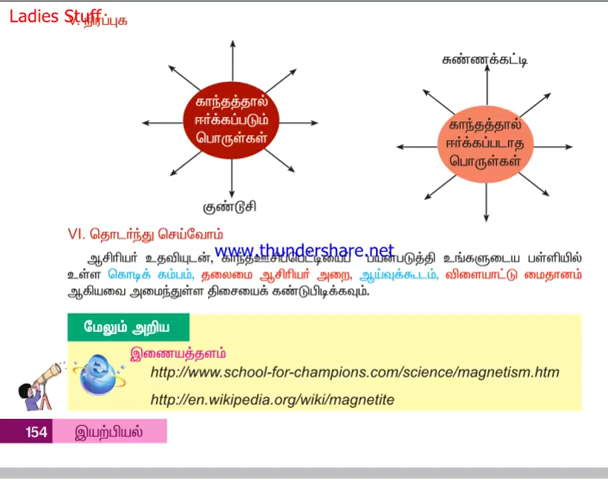 Ladies Stuff
V. நிரப்புக
சுண்ணக்கட்டி
காந்தத்தால்
ஈர்க்கப்படும்
பொருள்கள்
காந்தத்தால்
ஈர்க்கப்படாத
பொருள்கள்
குண்டூசி
VI. தொடர்ந்து செய்வோம்
www.thundershare.net
ஆசிரியர் உதவியுடன், காந்தஊசிப்பெட்டியைப் பயன்படுத்தி உங்களுடைய பள்ளியில்
உள்ள கொடிக் கம்பம், தலைமை ஆசிரியர் அறை, ஆய்வுக்கூடம், விளையாட்டு மைதானம்
ஆகியவை அமைந்துள்ள திசையைக் கண்டுபிடிக்கவும்.
மேலும் அறிய
இணையத்தளம்
http://www.school-for-champions.com/science/magnetism.htm
http://en.wikipedia.org/wiki/magnetite
154 இயற்பியல்